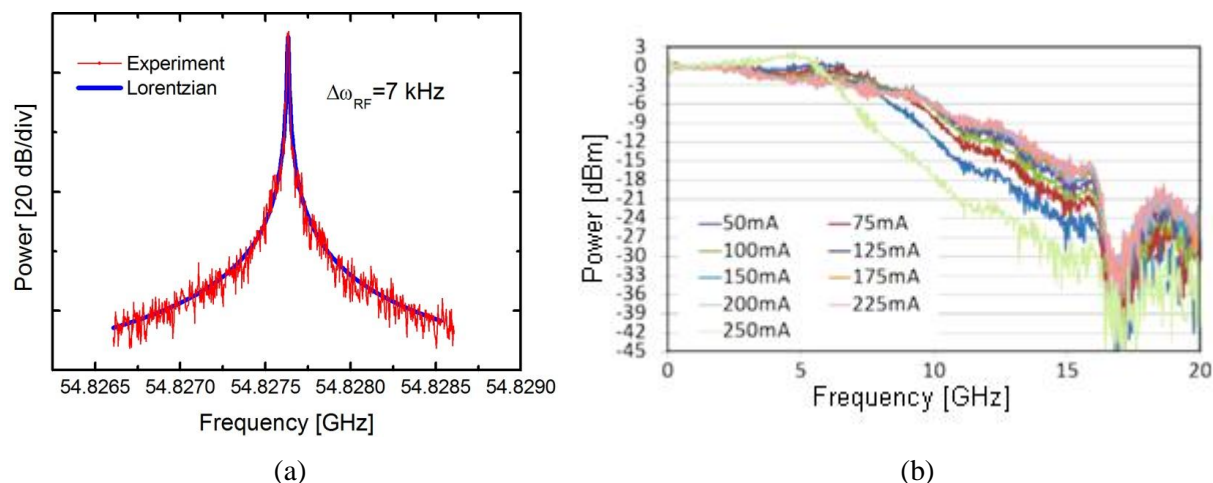 Experiment
Lorentzian
Δω_RF=7 kHz
Power [20 dB/div]
54.8265 54.8270 54.8275 54.8280 54.8285 54.8290
Frequency [GHz]
(a)
3
0
-3
-6
-9
-12
-15
-18
-21
-24
-27
-30
-33
-36
-39
-42
-45
Power [dBm]
50mA 75mA
100mA 125mA
150mA 175mA
200mA 225mA
250mA
0 5 10 15 20
Frequency [GHz]
(b)